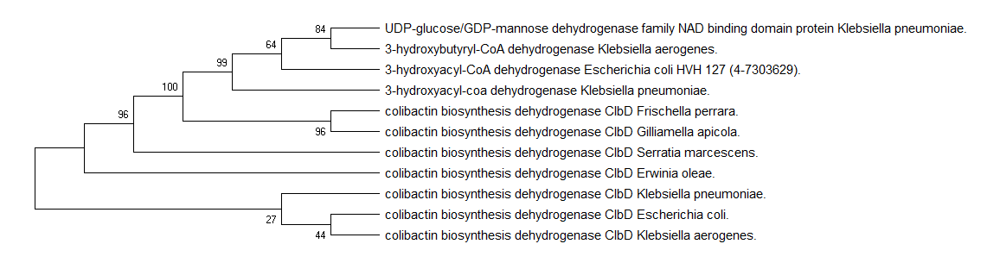 84
UDP-glucose/GDP-mannose dehydrogenase family NAD binding domain protein Klebsiella pneumoniae.
64
3-hydroxybutyryl-CoA dehydrogenase Klebsiella aerogenes.
99
3-hydroxyacyl-CoA dehydrogenase Escherichia coli HVH 127 (4-7303629).
100
3-hydroxyacyl-coa dehydrogenase Klebsiella pneumoniae.
96
colibactin biosynthesis dehydrogenase ClbD Frischella perrara.
96
colibactin biosynthesis dehydrogenase ClbD Gilliamella apicola.
colibactin biosynthesis dehydrogenase ClbD Serratia marcescens.
colibactin biosynthesis dehydrogenase ClbD Erwinia oleae.
colibactin biosynthesis dehydrogenase ClbD Klebsiella pneumoniae.
27
colibactin biosynthesis dehydrogenase ClbD Escherichia coli.
44
colibactin biosynthesis dehydrogenase ClbD Klebsiella aerogenes.